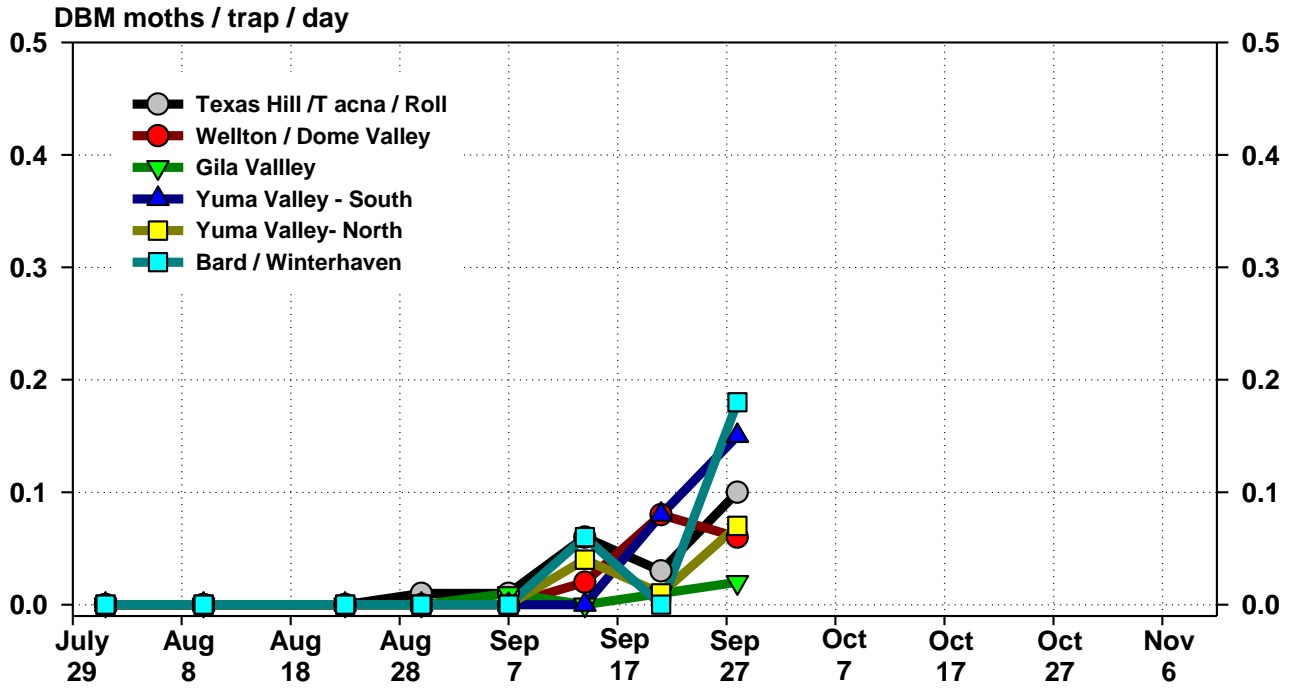 DBM moths / trap / day
0.5 0.5
Texas Hill /T acna / Roll
Wellton / Dome Valley
0.4 0.4
Gila Vallley
Yuma Valley - South
Yuma Valley- North
0.3 0.3
Bard / Winterhaven
0.2 0.2
0.1 0.1
0.0 0.0
July Aug Aug Aug Sep Sep Sep Oct Oct Oct Nov
29 8 18 28 7 17 27 7 17 27 6